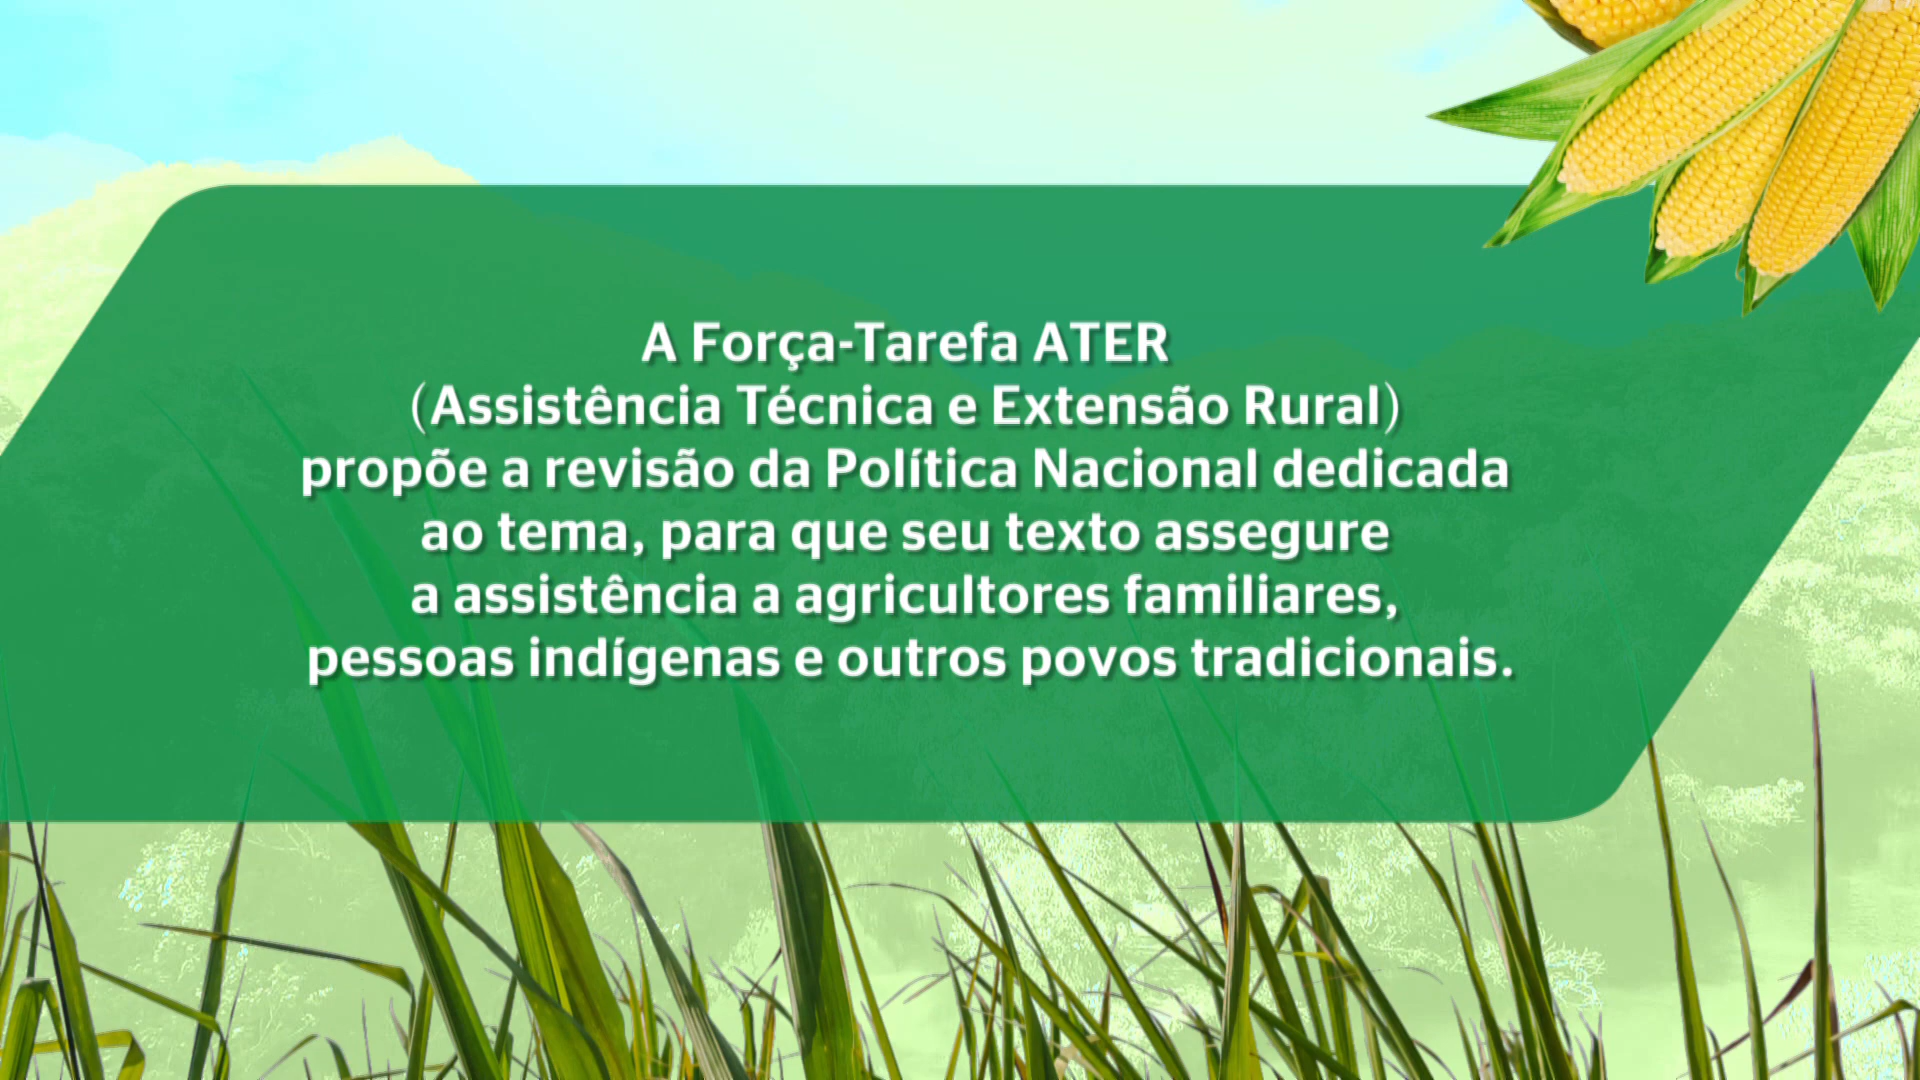 A Força-Tarefa ATER
(Assistência Técnica e Extensão Rural)
propõe a revisão da Política Nacional dedicada
ao tema, para que seu texto assegure
a assistência a agricultores familiares,
pessoas indígenas e outros povos tradicionais.